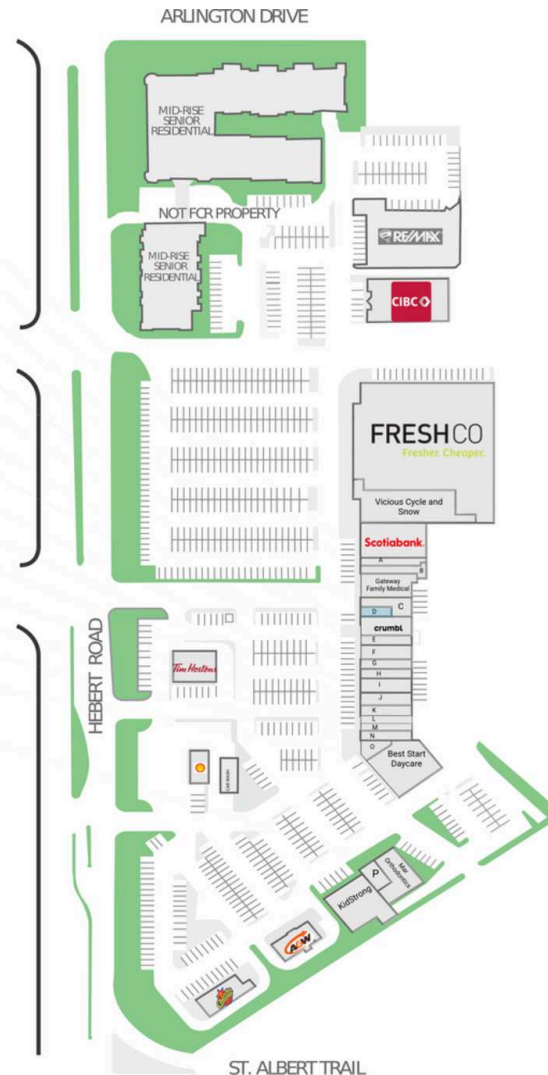 ARLINGTON DRIVE
MID-RISE
SENIOR
RESIDENTIAL
NOT FCR PROPERTY
MID-RISE
SENIOR
RESIDENTIAL
RE/MAX
CIBC
FRESHCO
Fresher. Cheaper.
Vicious Cycle and
Snow
Scotiabank
A
B
Gateway
Family Medical
C
D
crumbl
E
F
G
H
I
J
K
L
M
N
O
Best Start
Daycare
HEBERT ROAD
Tim Hortons
CAR WASH
P
Mar
Orthodontics
KidStrong
A&W
ST. ALBERT TRAIL